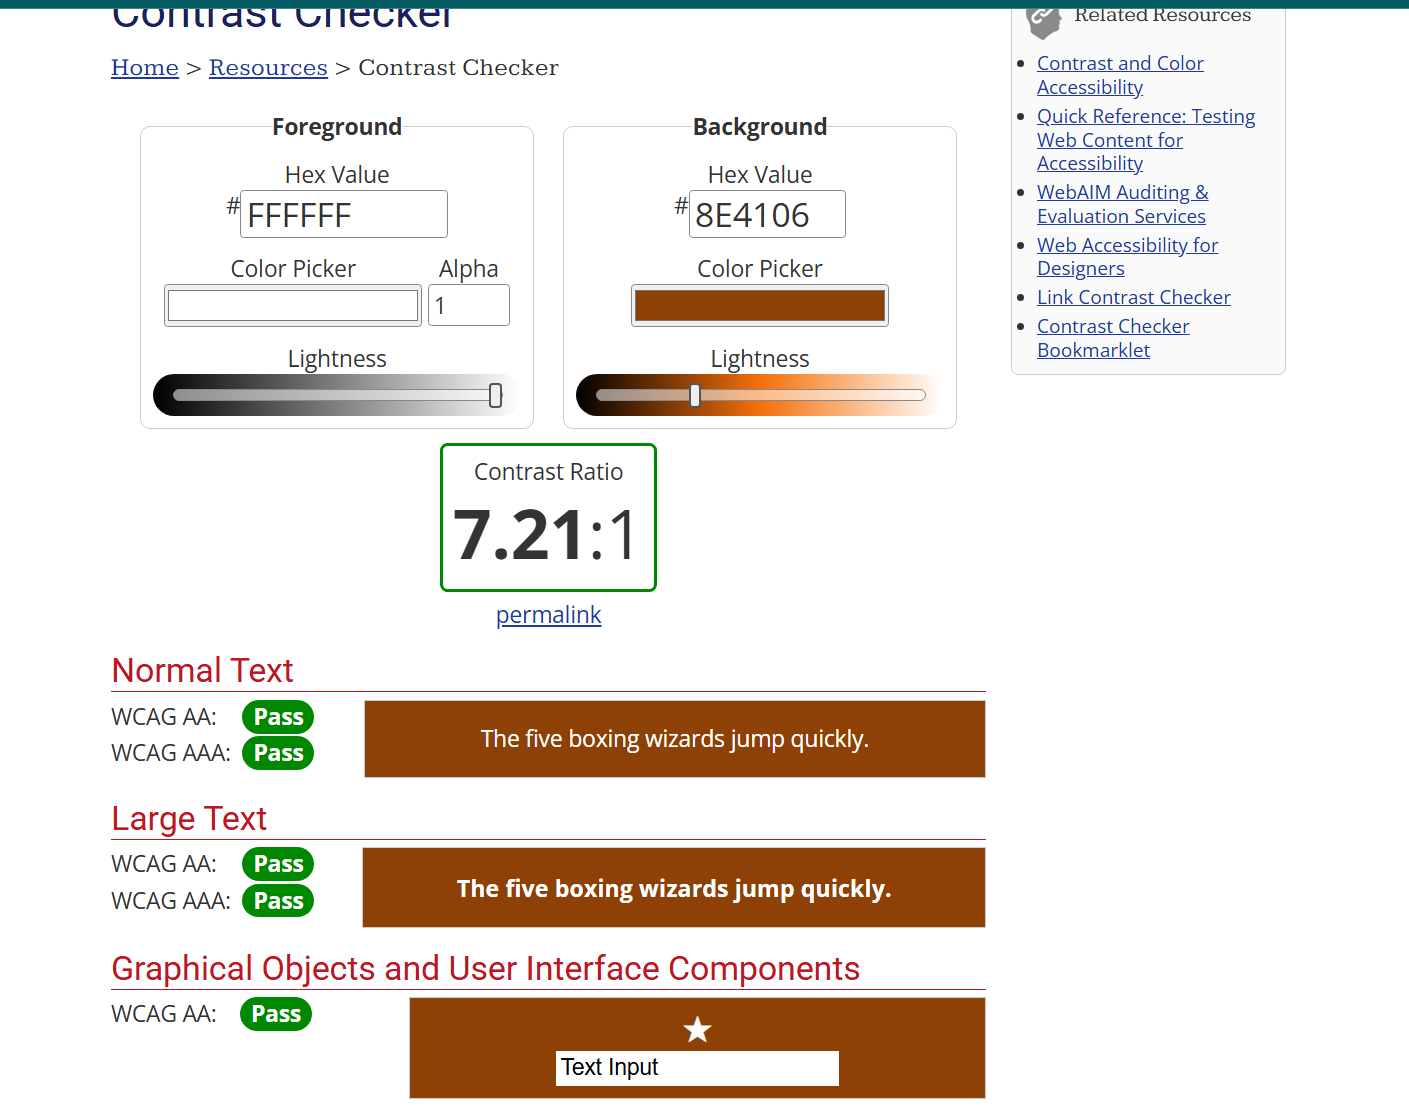 Contrast Checker
Home > Resources > Contrast Checker
Foreground
Hex Value
#FFFFFF
Color Picker
Alpha
1
Lightness
Background
Hex Value
#8E4106
Color Picker
Lightness
Contrast Ratio
7.21:1
permalink
Normal Text
WCAG AA: Pass
WCAG AAA: Pass
The five boxing wizards jump quickly.
Large Text
WCAG AA: Pass
WCAG AAA: Pass
The five boxing wizards jump quickly.
Graphical Objects and User Interface Components
WCAG AA: Pass
Text Input
Related Resources
Contrast and Color
Accessibility
Quick Reference: Testing
Web Content for
Accessibility
WebAIM Auditing &
Evaluation Services
Web Accessibility for
Designers
Link Contrast Checker
Contrast Checker
Bookmarklet